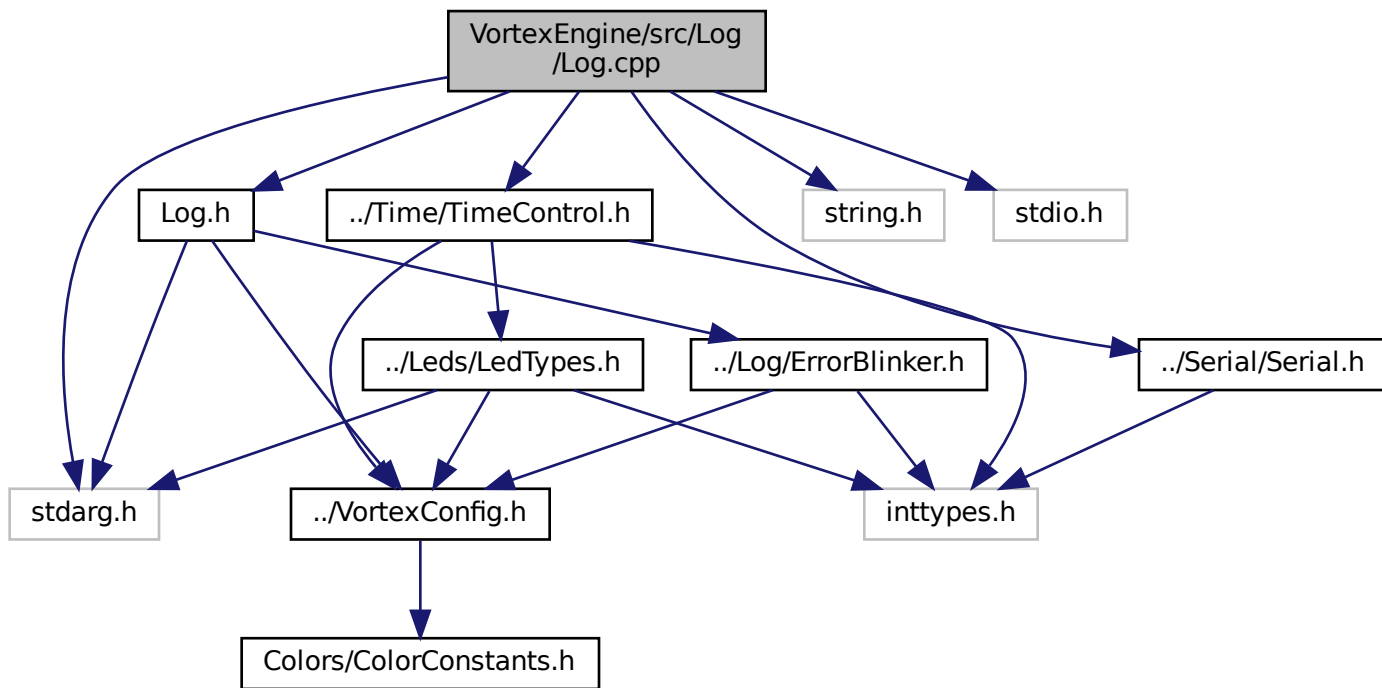 VortexEngine/src/Log
/Log.cpp
Log.h
../Time/TimeControl.h
string.h
stdio.h
../Leds/LedTypes.h
../Log/ErrorBlinker.h
../Serial/Serial.h
stdarg.h
../VortexConfig.h
inttypes.h
Colors/ColorConstants.h